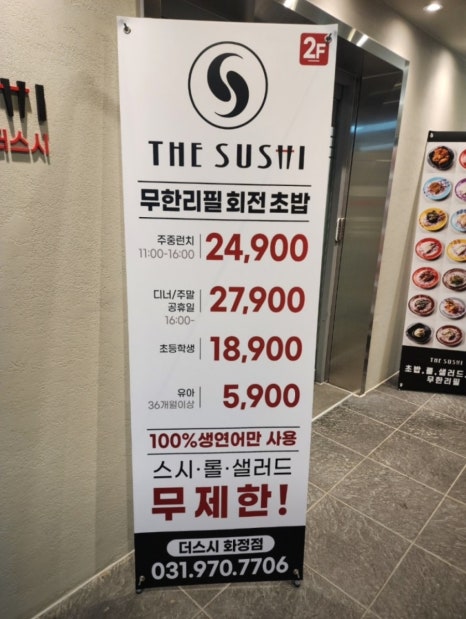 2F
THE SUSHI
무한리필 회전 초밥
주중런치
11:00-16:00
24,900
디너/주말
공휴일
16:00-
27,900
초등학생
18,900
유아
36개월이상
5,900
100%생연어만 사용
스시·롤·샐러드
무제한!
더스시 화정점
031.970.7706
더스시
THE SUSHI
초밥,롤,샐러드,
무한리필